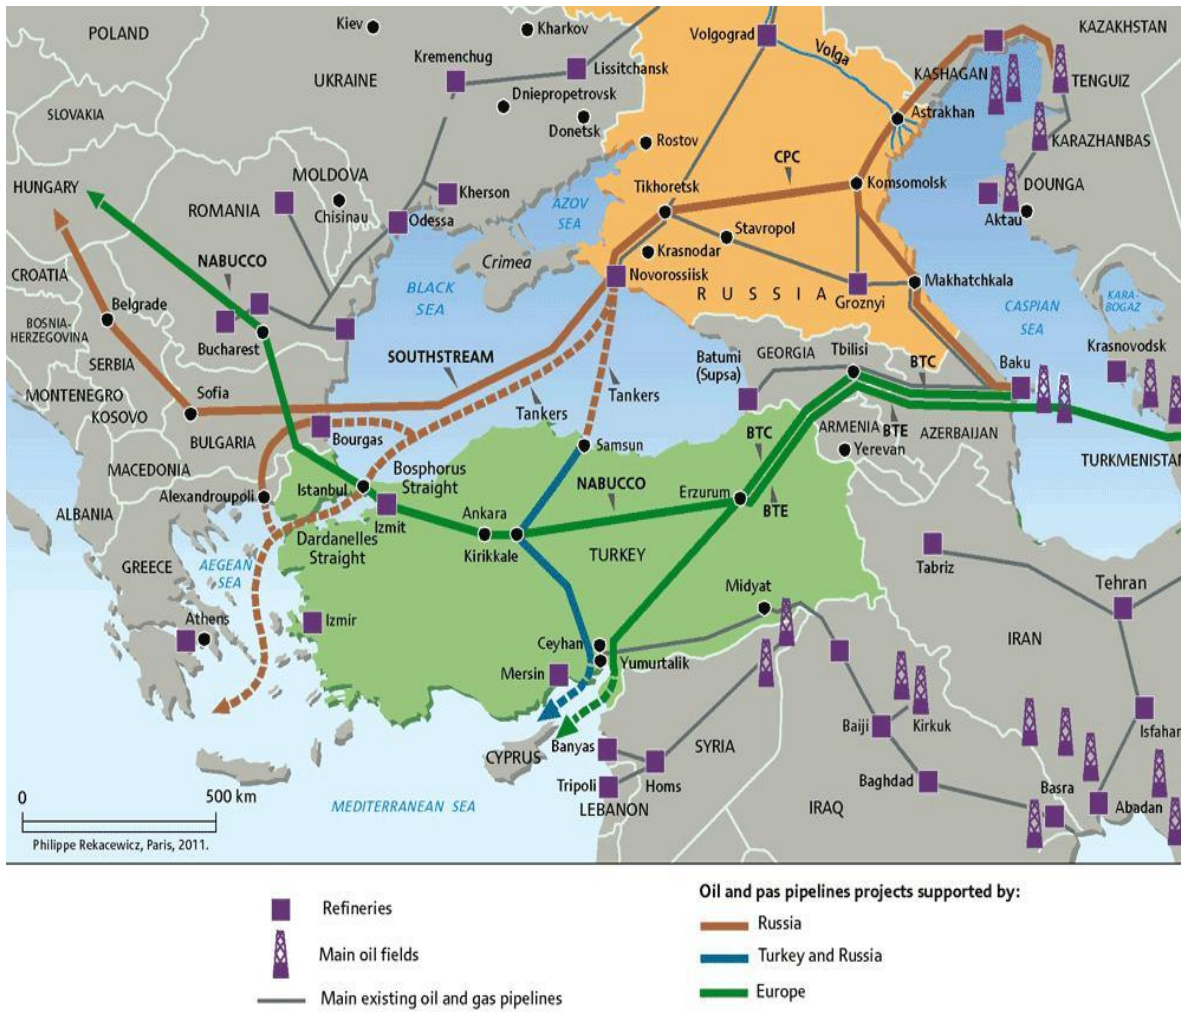 POLAND
Kiev
Kharkov
Volgograd
Volga
KAZAKHSTAN
Kremenchug
UKRAINE
Lissitchansk
KASHAGAN
TENGUIZ
SLOVAKIA
Dniepropetrovsk
Donetsk
Astrakhan
Rostov
KARAZHANBAS
CPC
MOLDOVA
HUNGARY
Tikhoretsk
Komsomolsk
DOUNGA
Kherson
ROMANIA
Chisinau
Odessa
AZOV
SEA
Aktau
Stavropol
Krasnodar
NABUCCO
Crimea
CROATIA
Novorossiisk
Makhatchkala
BLACK
SEA
RUSSIA
Groznyi
CASPIAN
SEA
KARA-
BOGAZ
Belgrade
BOSNIA-
HERZEGOVINA
Bucharest
SERBIA
SOUTHSTREAM
Batumi
(Supsa)
GEORGIA
Tbilisi
BTC
Baku
Krasnovodsk
MONTENEGRO
KOSOVO
Sofia
Tankers
Tankers
BULGARIA
Bourgas
BTC
ARMENIA
BTE
AZERBAIJAN
Samsun
Yerevan
TURKMENISTAN
MACEDONIA
Bosphorus
Straight
NABUCCO
Alexandroupoli
Istanbul
Erzurum
ALBANIA
Izmit
Ankara
BTE
Dardanelles
Straight
Kirikkale
TURKEY
GREECE
AEGEAN
SEA
Tabriz
Tehran
Midyat
Athens
Izmir
Ceyhan
IRAN
Mersin
Yumurtalik
Baiji
Kirkuk
Isfahan
CYPRUS
Banyas
SYRIA
Tripoli
Homs
Baghdad
Basra
Abadan
0
500 km
MEDITERRANEAN SEA
LEBANON
IRAQ
Philippe Rekacewicz, Paris, 2011.
Refineries
Main oil fields
Main existing oil and gas pipelines
Oil and pas pipelines projects supported by:
Russia
Turkey and Russia
Europe